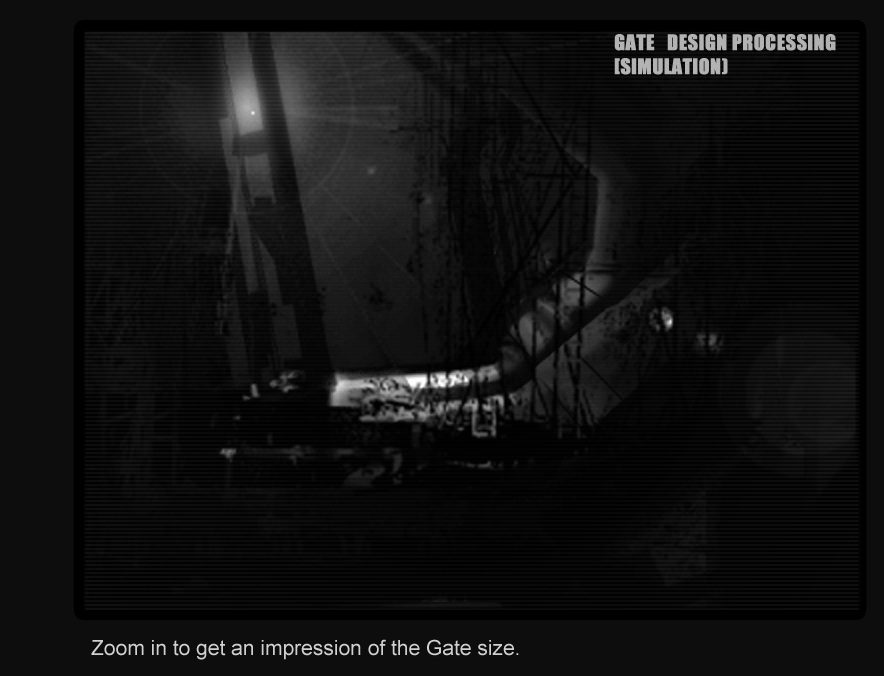 GATE DESIGN PROCESSING
(SIMULATION)
Zoom in to get an impression of the Gate size.